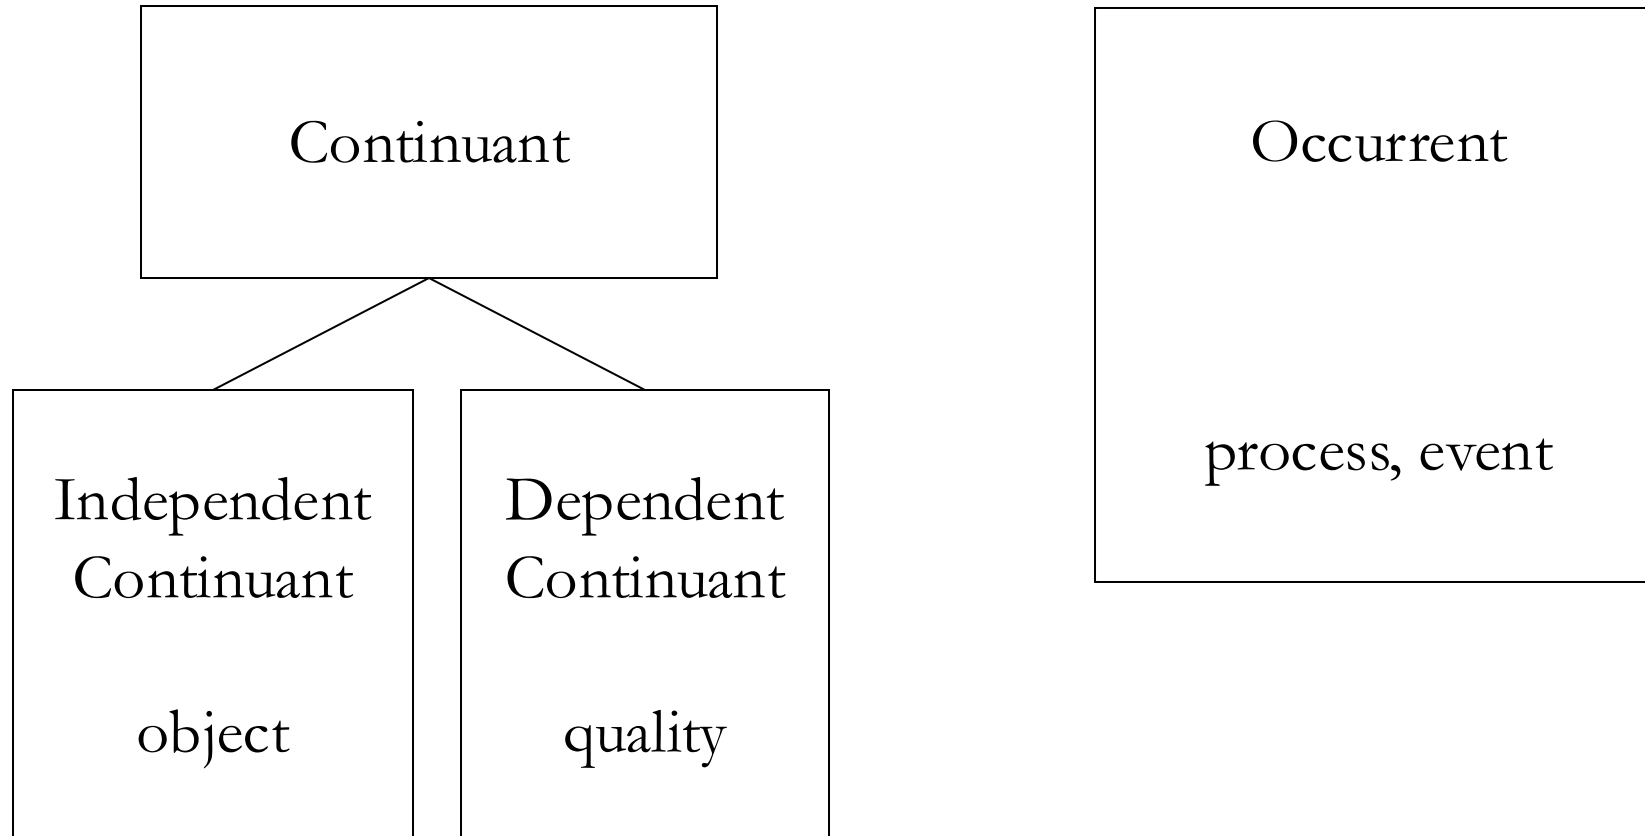 Continuant
Occurrent
process, event
Independent
Continuant
object
Dependent
Continuant
quality